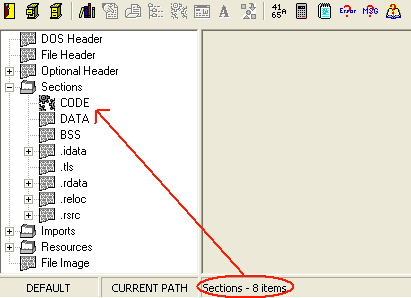 41 Error MSG
65A
DOS Header
File Header
Optional Header
Sections
CODE
DATA
BSS
.idata
.tls
.rdata
.reloc
.rsrc
Imports
Resources
File Image
DEFAULT CURRENT PATH Sections - 8 items